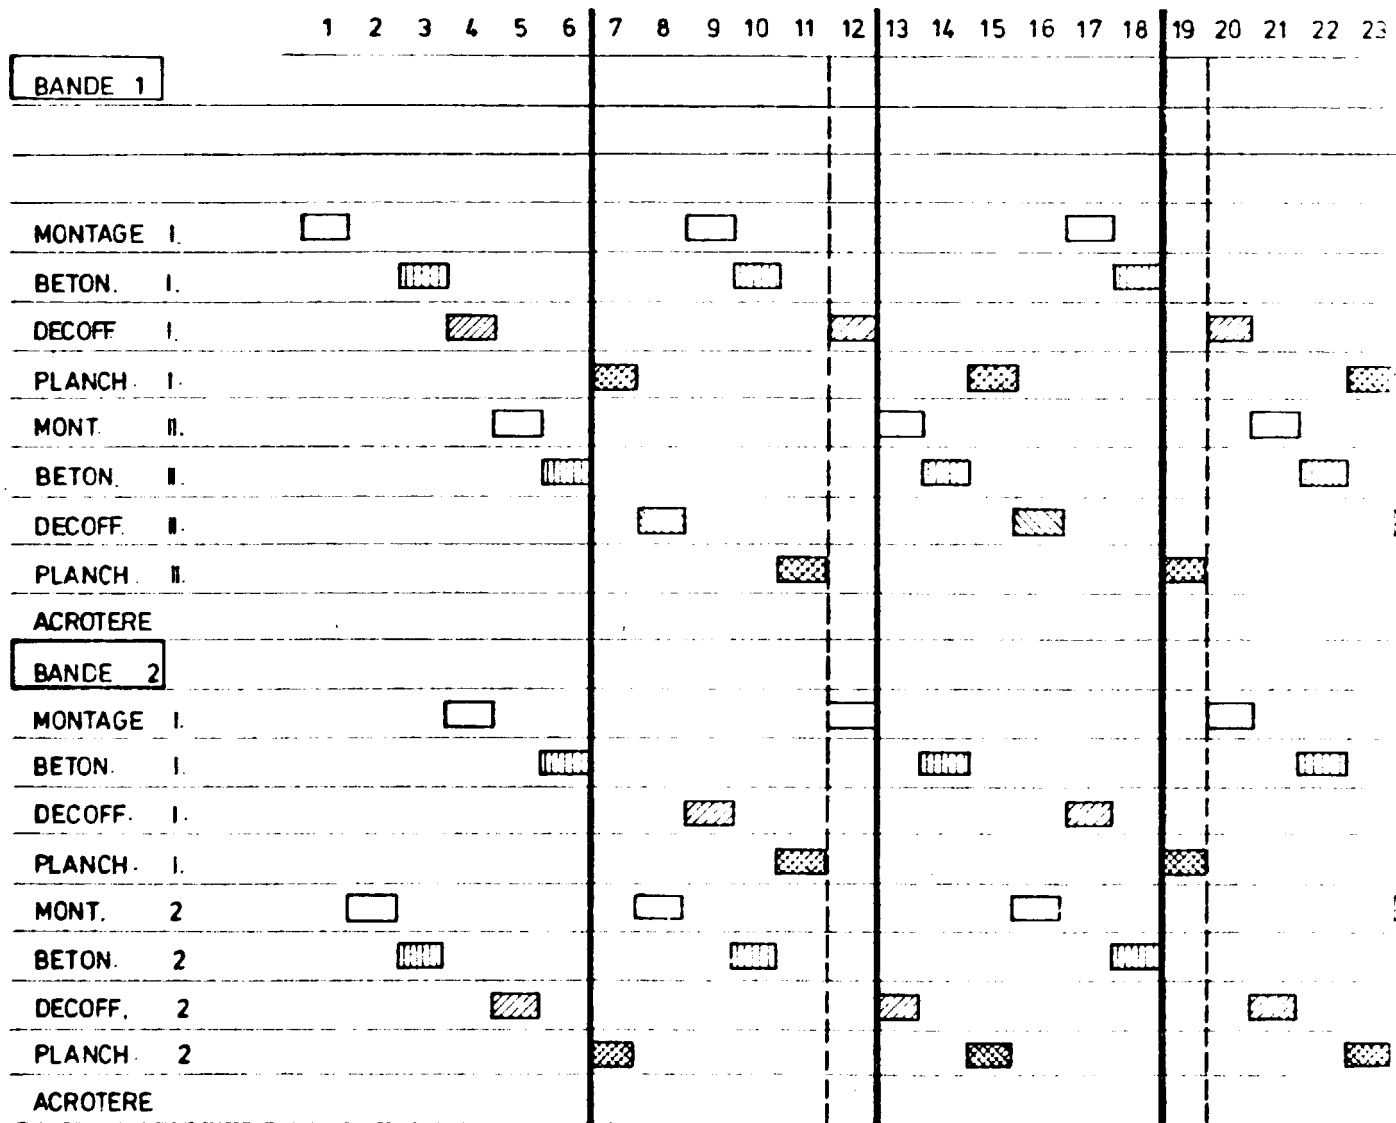 1 2 3 4 5 6 7 8 9 10 11 12 13 14 15 16 17 18 19 20 21 22 23
BANDE 1
MONTAGE I.
BETON. I.
DECOFF I.
PLANCH. I.
MONT. II.
BETON. II.
DECOFF. II.
PLANCH. II.
ACROTERE
BANDE 2
MONTAGE I.
BETON. I.
DECOFF. I.
PLANCH. I.
MONT. 2
BETON. 2
DECOFF. 2
PLANCH. 2
ACROTERE